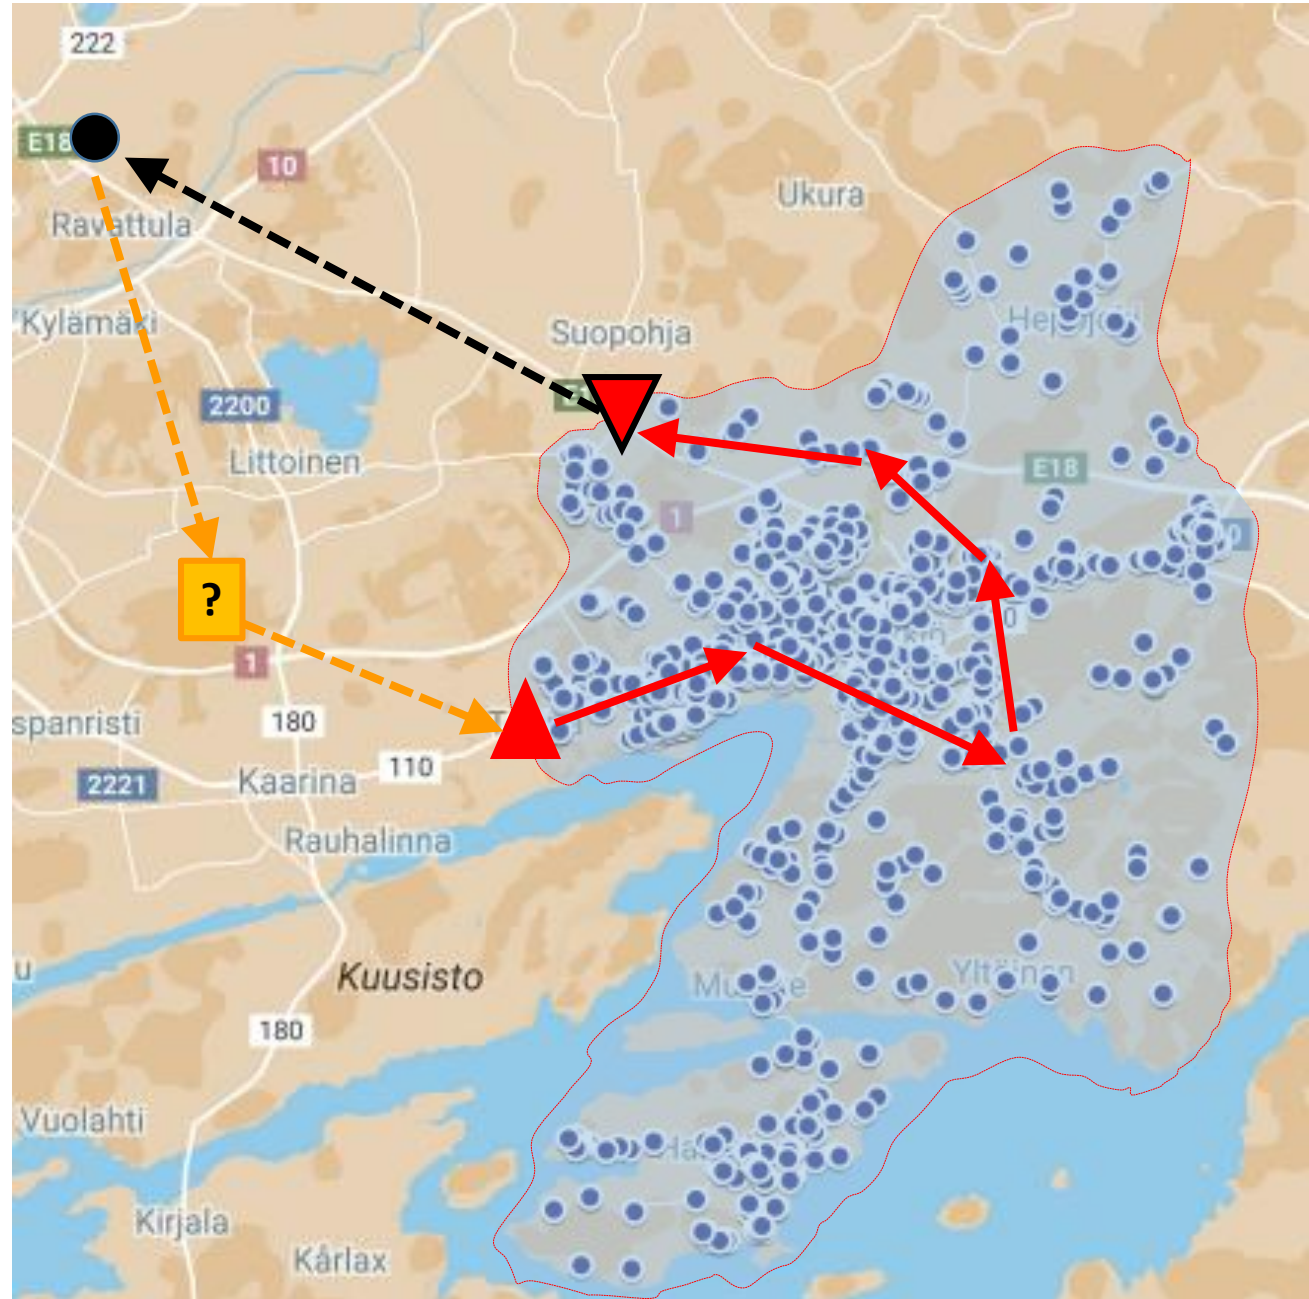 222
E18
10
Ukura
Ravattula
Kylämäki
Suopohja
2200
Littoinen
E18
1
?
1
spanristi
180
110
2221
Kaarina
Rauhalinna
u
Kuusisto
Yltöinen
180
Vuolahti
Kirjala
Kårlax